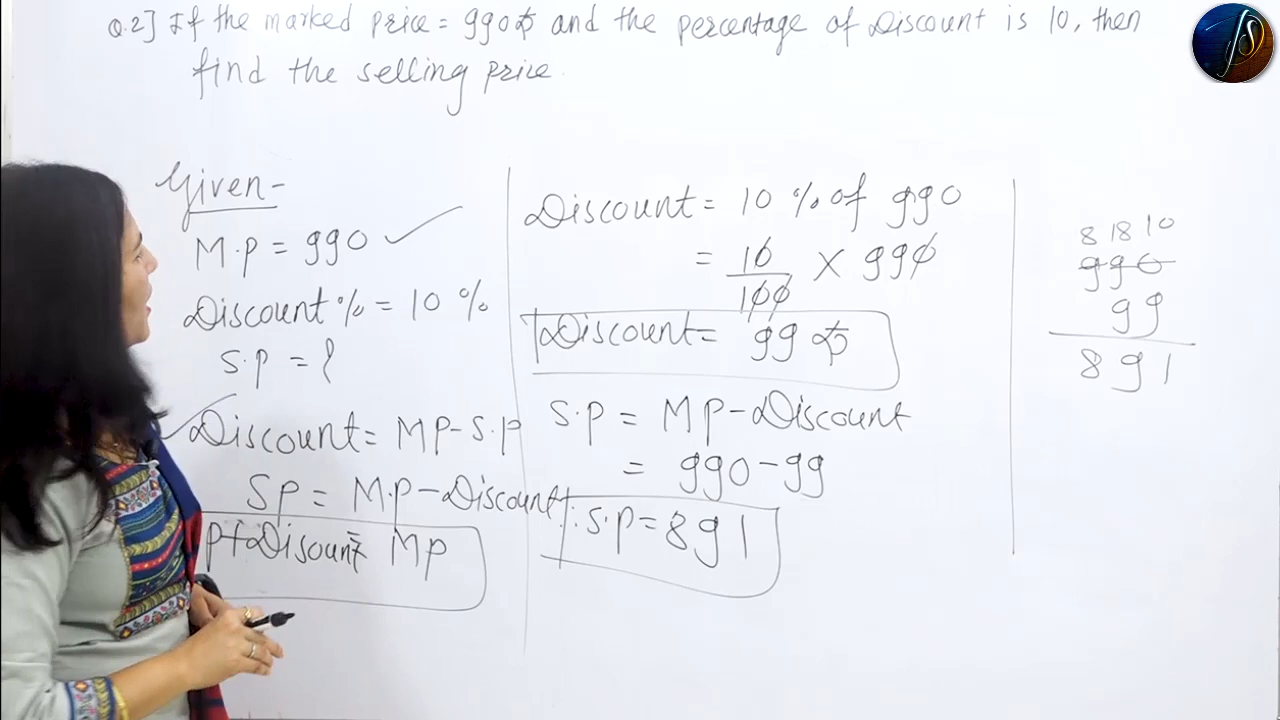 Q.2] If the marked price = 990रु and the percentage of Discount is 10, then
find the selling price.
Given-
M.P = 990 ✓
Discount % = 10 %
S.P = ?
Discount = MP-S.P
SP = M.P - Discount
P + Discount = MP
Discount = 10 % of 990
= 10/100 X 990
Discount = 99 रु
S.P = MP - Discount
= 990 - 99
∴ S.P = 891
8 18 10
990
99
891